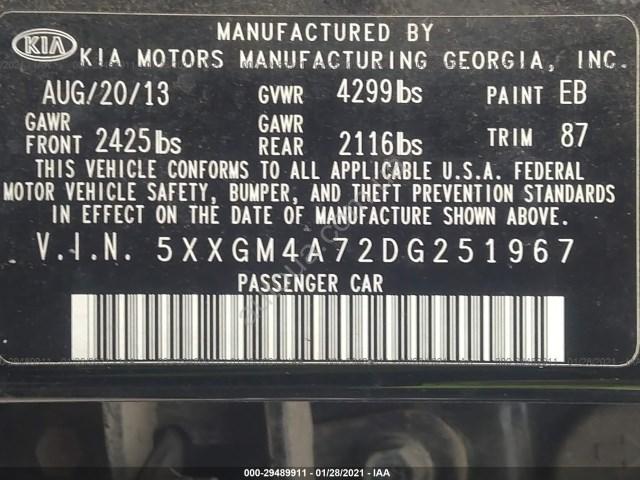 MANUFACTURED BY
KIA KIA MOTORS MANUFACTURING GEORGIA, INC.
AUG/20/13 GVWR 4299lbs PAINT EB
GAWR FRONT 2425lbs GAWR REAR 2116lbs TRIM 87
THIS VEHICLE CONFORMS TO ALL APPLICABLE U.S.A. FEDERAL
MOTOR VEHICLE SAFETY, BUMPER, AND THEFT PREVENTION STANDARDS
IN EFFECT ON THE DATE OF MANUFACTURE SHOWN ABOVE.
V.I.N. 5XXGM4A72DG251967
PASSENGER CAR
000-29489911 - 01/28/2021 - IAA